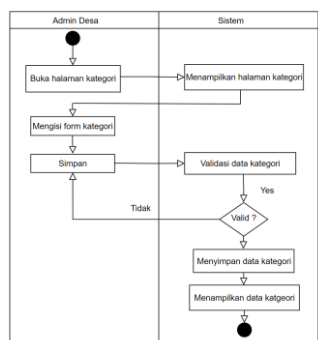 Admin Desa
Sistem
Buka halaman kategori
Menampilkan halaman kategori
Mengisi form kategori
Simpan
Validasi data kategori
Yes
Tidak
Valid ?
Menyimpan data kategori
Menampilkan data katgeori